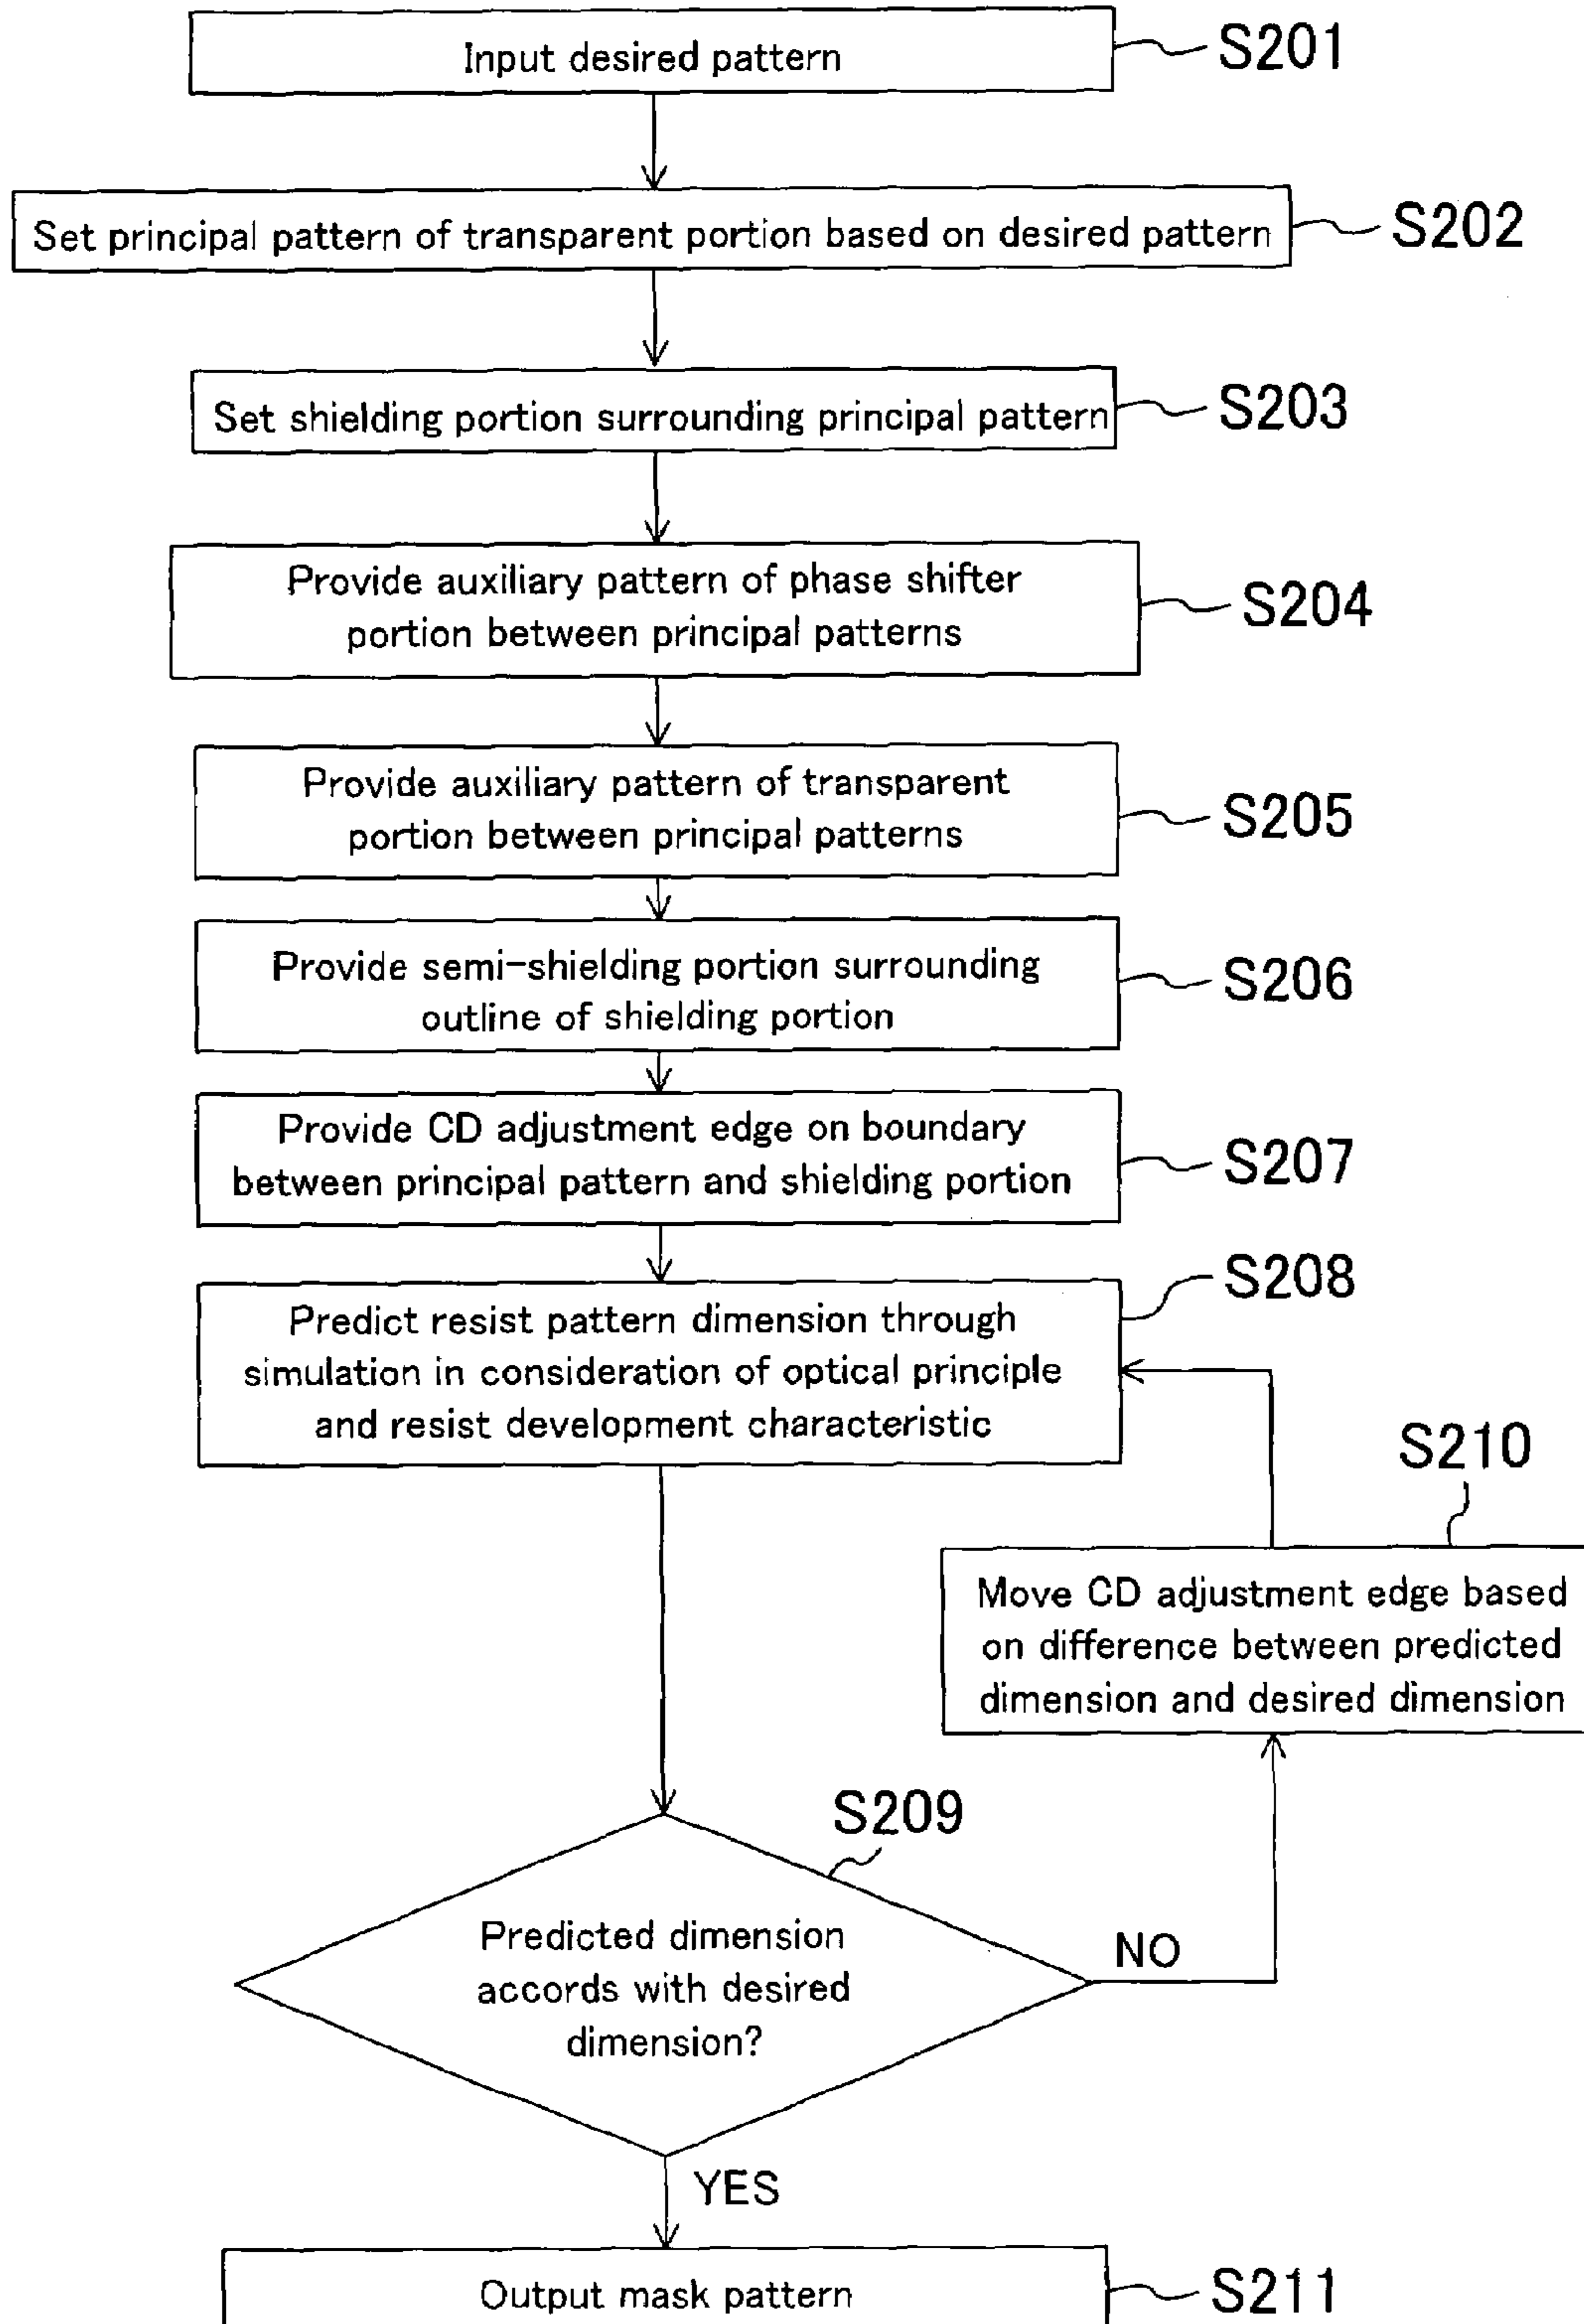 Input desired pattern
S201
Set principal pattern of transparent portion based on desired pattern
S202
Set shielding portion surrounding principal pattern
S203
Provide auxiliary pattern of phase shifter
portion between principal patterns
S204
Provide auxiliary pattern of transparent
portion between principal patterns
S205
Provide semi-shielding portion surrounding
outline of shielding portion
S206
Provide CD adjustment edge on boundary
between principal pattern and shielding portion
S207
Predict resist pattern dimension through
simulation in consideration of optical principle
and resist development characteristic
S208
S210
Move CD adjustment edge based
on difference between predicted
dimension and desired dimension
S209
Predicted dimension
accords with desired
dimension?
NO
YES
Output mask pattern
S211